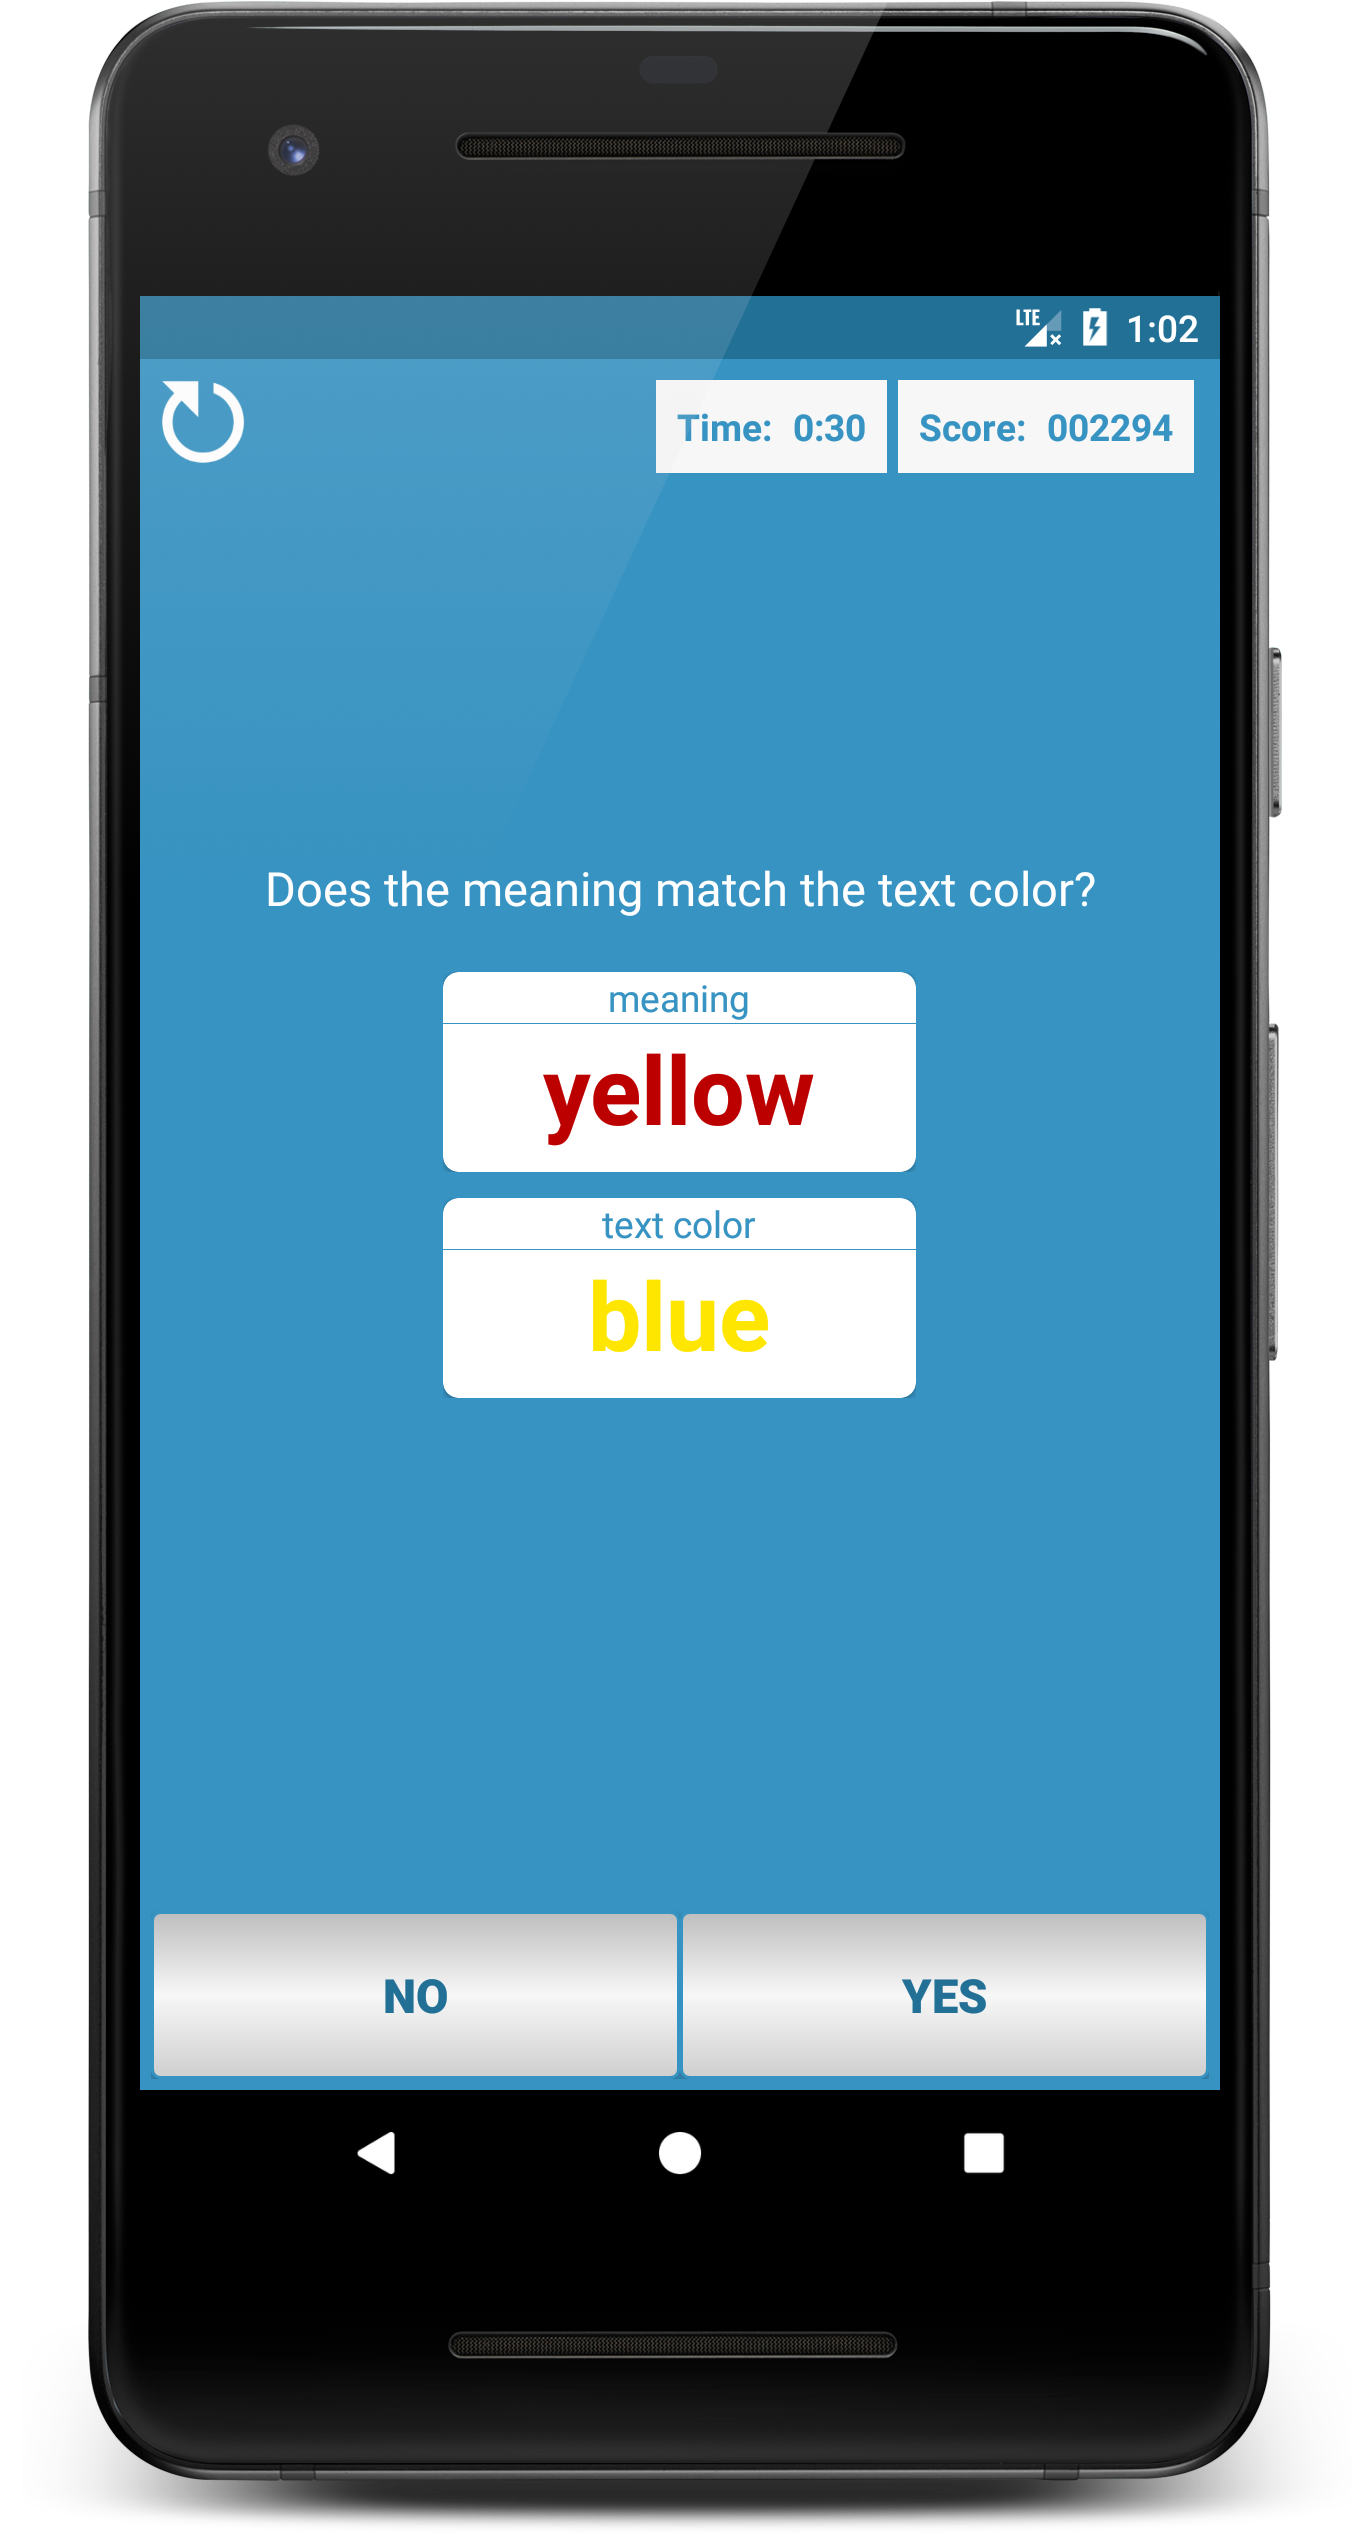 LTE 1:02
Time: 0:30 Score: 002294
Does the meaning match the text color?
meaning
yellow
text color
blue
NO YES